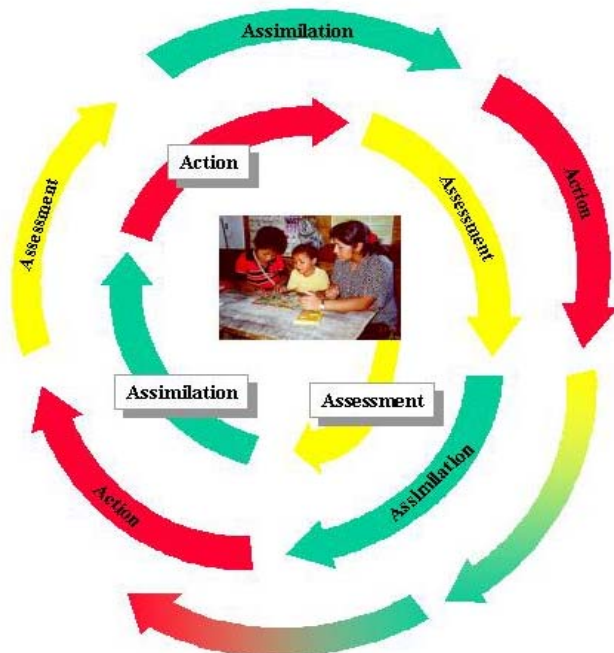 Assimilation
Action
Assessment
Action
Assessment
Assimilation
Assessment
Assimilation
Action